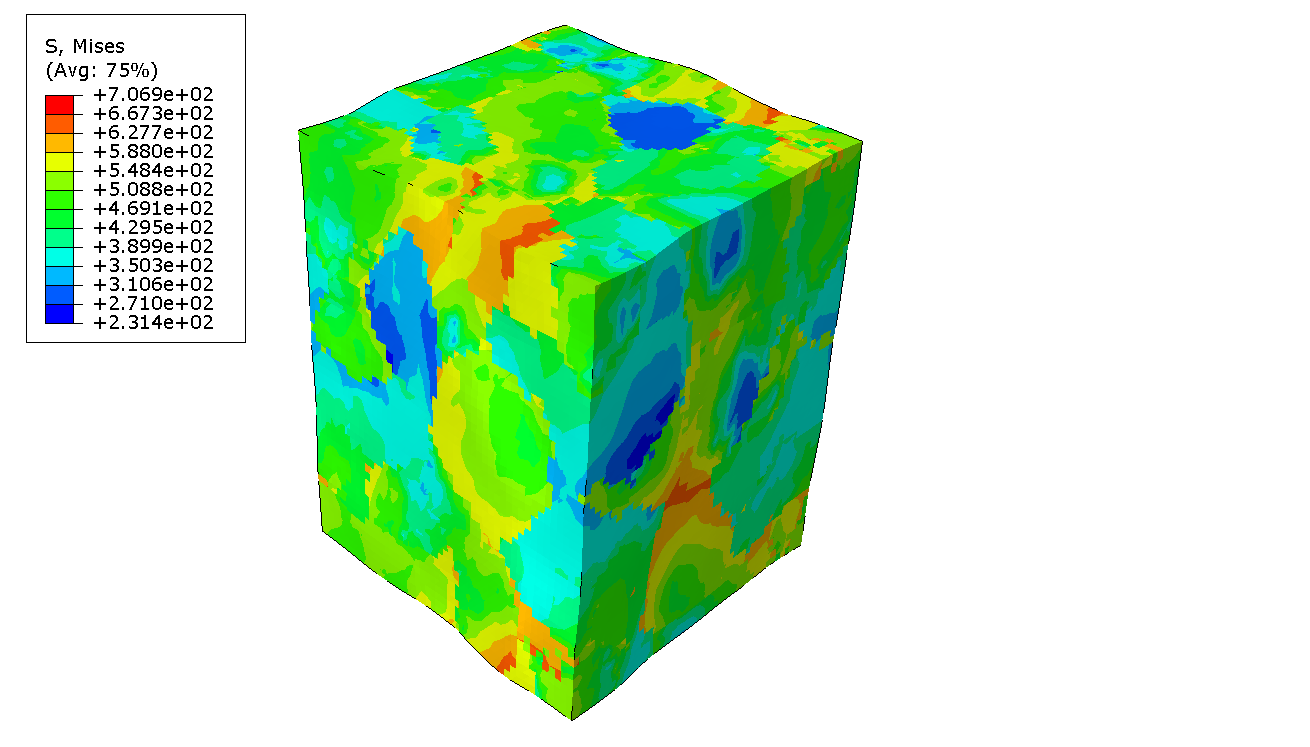 S, Mises
(Avg: 75%)
+7.069e+02
+6.673e+02
+6.277e+02
+5.880e+02
+5.484e+02
+5.088e+02
+4.691e+02
+4.295e+02
+3.899e+02
+3.503e+02
+3.106e+02
+2.710e+02
+2.314e+02